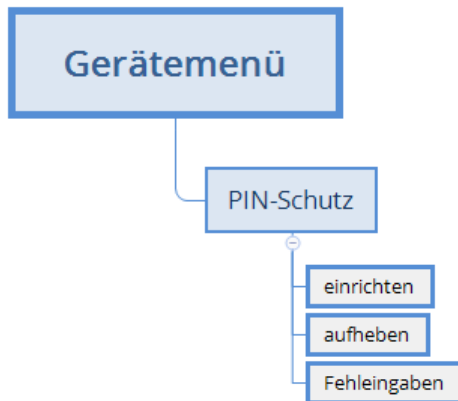 Gerätemenü
PIN-Schutz
einrichten
aufheben
Fehleingaben